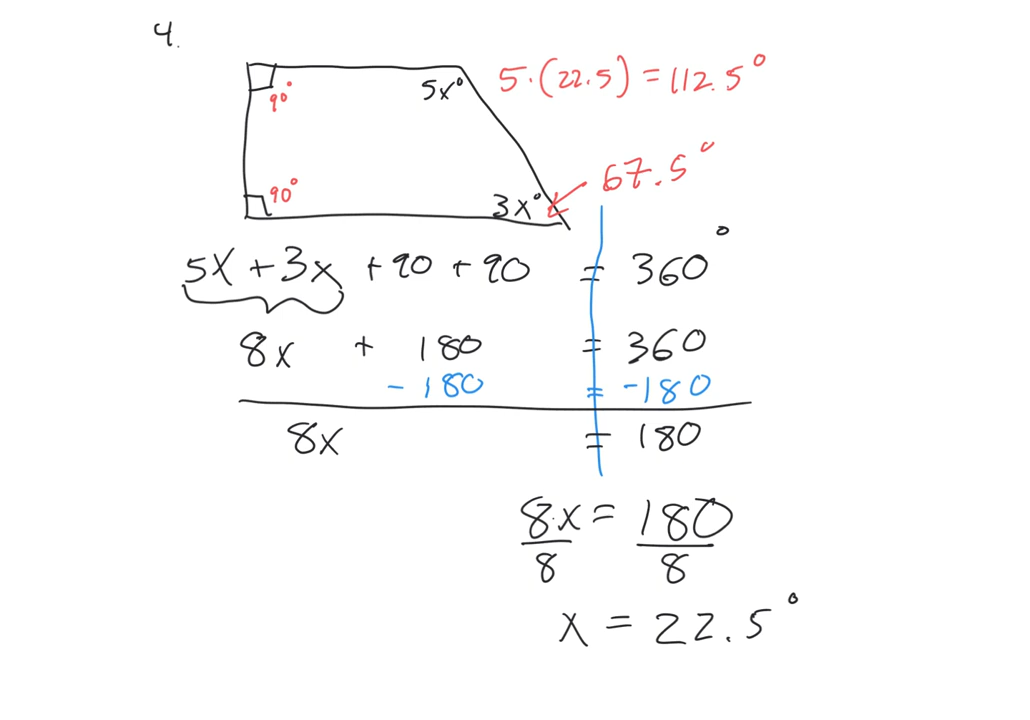 4.
5x° 5·(22.5) = 112.5°
90°
90°
3x° 67.5°
5x + 3x + 90 + 90 = 360°
8x + 180 = 360
- 180 = -180
8x = 180
8·x = 180
8 8
x = 22.5°